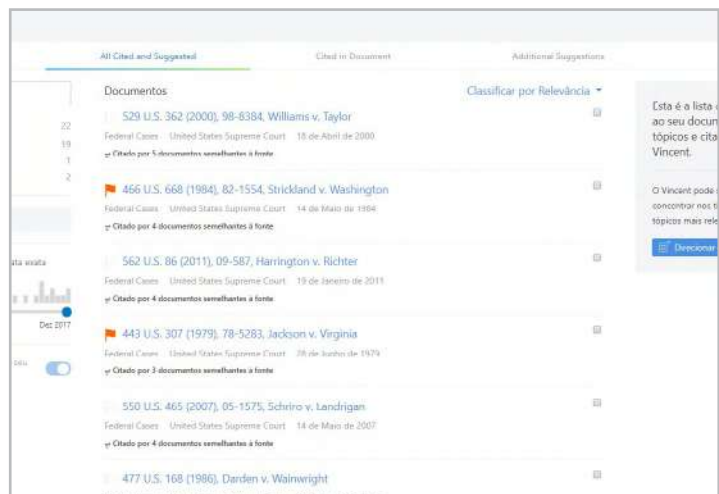 All Cited and Suggested
Cited in Document
Additional Suggestions
22
19
1
2
ata exata
Dez 2017
seu
Documentos
Classificar por Relevância
529 U.S. 362 (2000), 98-8384, Williams v. Taylor
Federal Cases United States Supreme Court 18 de Abril de 2000
Citado por 5 documentos semelhantes à fonte
466 U.S. 668 (1984), 82-1554, Strickland v. Washington
Federal Cases United States Supreme Court 14 de Maio de 1984
Citado por 4 documentos semelhantes à fonte
562 U.S. 86 (2011), 09-587, Harrington v. Richter
Federal Cases United States Supreme Court 19 de Janeiro de 2011
Citado por 4 documentos semelhantes à fonte
443 U.S. 307 (1979), 78-5283, Jackson v. Virginia
Federal Cases United States Supreme Court 28 de Junho de 1979
Citado por 3 documentos semelhantes à fonte
550 U.S. 465 (2007), 05-1575, Schriro v. Landrigan
Federal Cases United States Supreme Court 14 de Maio de 2007
Citado por 4 documentos semelhantes à fonte
477 U.S. 168 (1986), Darden v. Wainwright
Esta é a lista
ao seu docum
tópicos e cita
Vincent.
O Vincent pode
concontrar nos t
tópicos mais rele
Direcionar